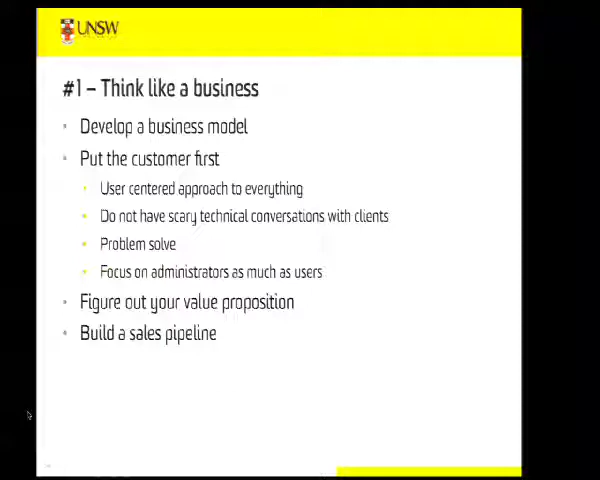 UNSW
#1 – Think like a business
Develop a business model
Put the customer first
User centered approach to everything
Do not have scary technical conversations with clients
Problem solve
Focus on administrators as much as users
Figure out your value proposition
Build a sales pipeline